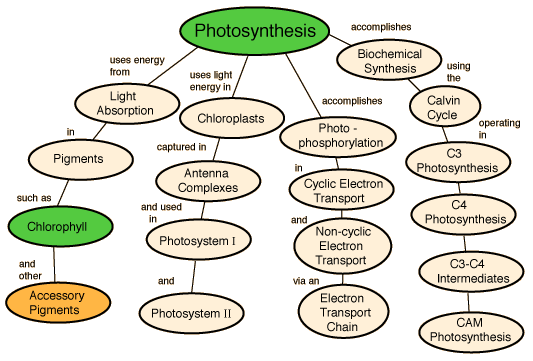 Photosynthesis
accomplishes
Biochemical
Synthesis
using
the
Calvin
Cycle
operating
in
C3
Photosynthesis
C4
Photosynthesis
C3-C4
Intermediates
CAM
Photosynthesis
uses energy
from
Light
Absorption
in
Pigments
such as
Chlorophyll
and
other
Accessory
Pigments
uses light
energy in
Chloroplasts
captured in
Antenna
Complexes
and used
in
Photosystem I
and
Photosystem II
accomplishes
Photo -
phosphorylation
in
Cyclic Electron
Transport
and
Non-cyclic
Electron
Transport
via an
Electron
Transport
Chain